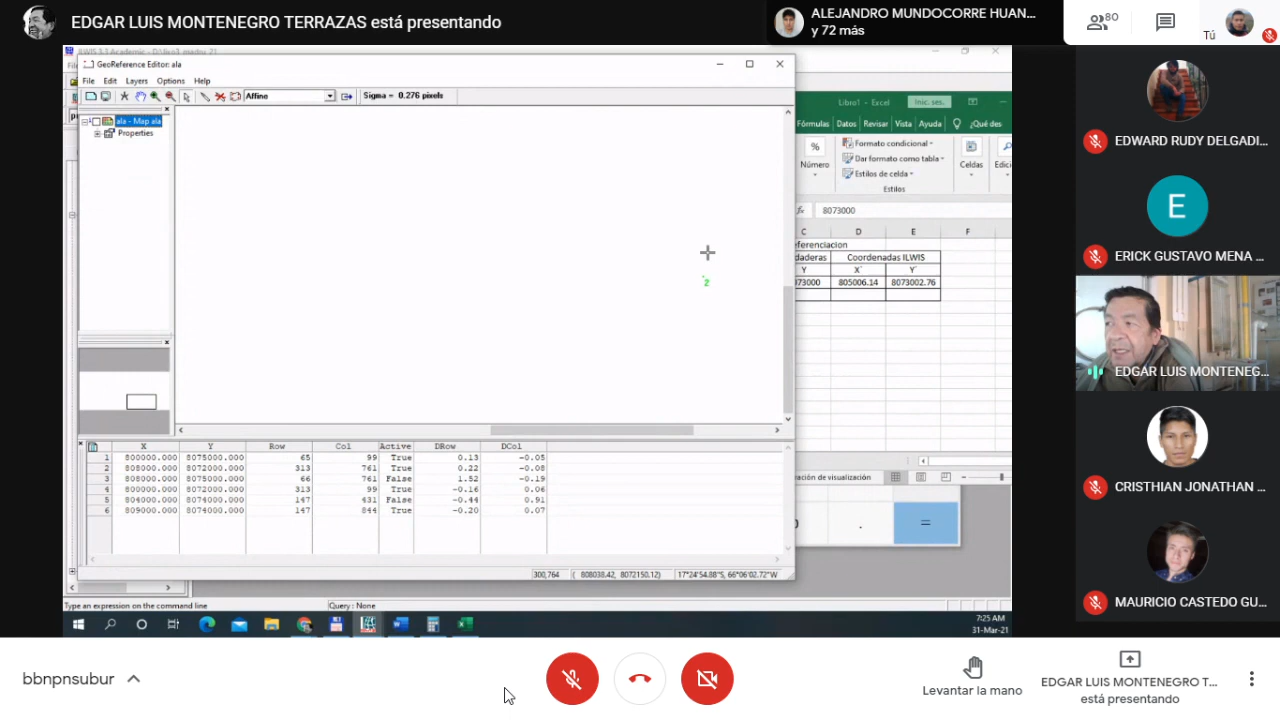 EDGAR LUIS MONTENEGRO TERRAZAS está presentando
ALEJANDRO MUNDOCORRE HUAN...
y 72 más
80
Tú
ILWIS 3.3 Academic
GeoReference Editor: ala
File Edit Layers Options Help
Affine
Sigma = 0.276 pixels
ala - Map ala
Properties
2
X Y Row Col Active DRow DCol
1 800000.000 8075000.000 65 99 True 0.13 -0.05
2 808000.000 8072000.000 313 761 True 0.22 -0.08
3 808000.000 8075000.000 66 761 False 1.52 -0.19
4 800000.000 8072000.000 313 99 True -0.16 0.06
5 804000.000 8074000.000 147 431 False -0.44 0.91
6 809000.000 8074000.000 147 844 True -0.20 0.07
300,764 ( 808038.42, 8072150.12) 17°24'54.88"S, 66°06'02.72"W
Type an expression on the command line
Query : None
Libro1 - Excel
Inic. ses.
Fórmulas Datos Revisar Vista Ayuda ¿Qué des
%
Número
Formato condicional
Dar formato como tabla
Estilos de celda
Estilos
Celdas
Edici
fx 8073000
C D E F
eferenciacion
daderas Coordenadas ILWIS
Y X´ Y´
073000 805006.14 8073002.76
ración de visualización
. =
7:25 AM
31-Mar-21
EDWARD RUDY DELGADI...
E
ERICK GUSTAVO MENA ...
EDGAR LUIS MONTENEG...
CRISTHIAN JONATHAN ...
MAURICIO CASTEDO GU...
bbnpnsubur
Levantar la mano
EDGAR LUIS MONTENEGRO T...
está presentando